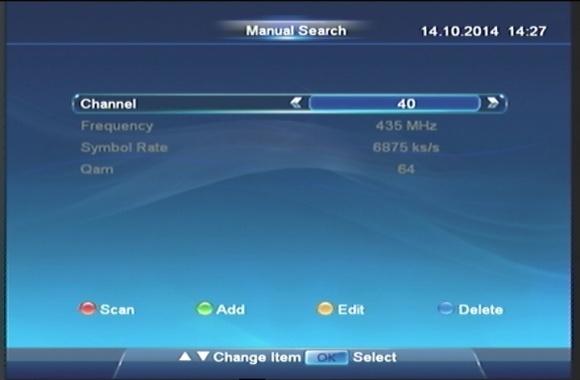 Manual Search 14.10.2014 14:27
Channel 40
Frequency 435 MHz
Symbol Rate 6875 ks/s
Qam 64
Scan Add Edit Delete
Change Item OK Select